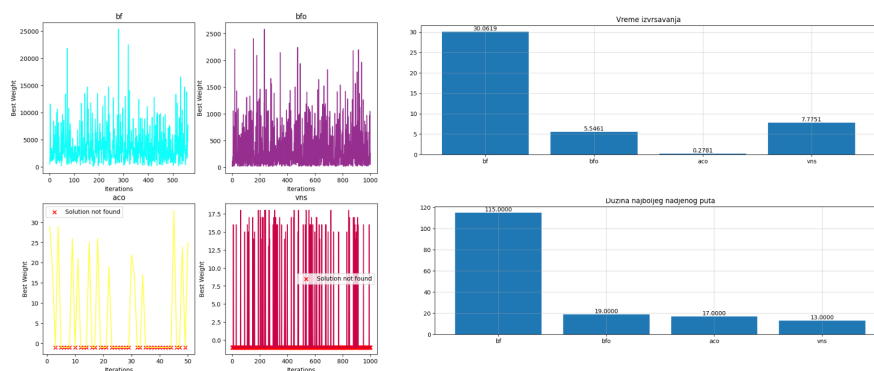 bf
25000
20000
15000
10000
5000
0
Best Weight
0 100 200 300 400 500
Iterations
bfo
2500
2000
1500
1000
500
0
Best Weight
0 200 400 600 800 1000
Iterations
aco
Solution not found
30
25
20
15
10
5
0
Best Weight
0 10 20 30 40 50
Iterations
vns
Solution not found
17.5
15.0
12.5
10.0
7.5
5.0
2.5
0.0
Best Weight
0 200 400 600 800 1000
Iterations
Vreme izvrsavanja
30
25
20
15
10
5
0
30.0619
5.5461
0.2781
7.7751
bf bfo aco vns
Duzina najboljeg nadjenog puta
120
100
80
60
40
20
0
115.0000
19.0000
17.0000
13.0000
bf bfo aco vns